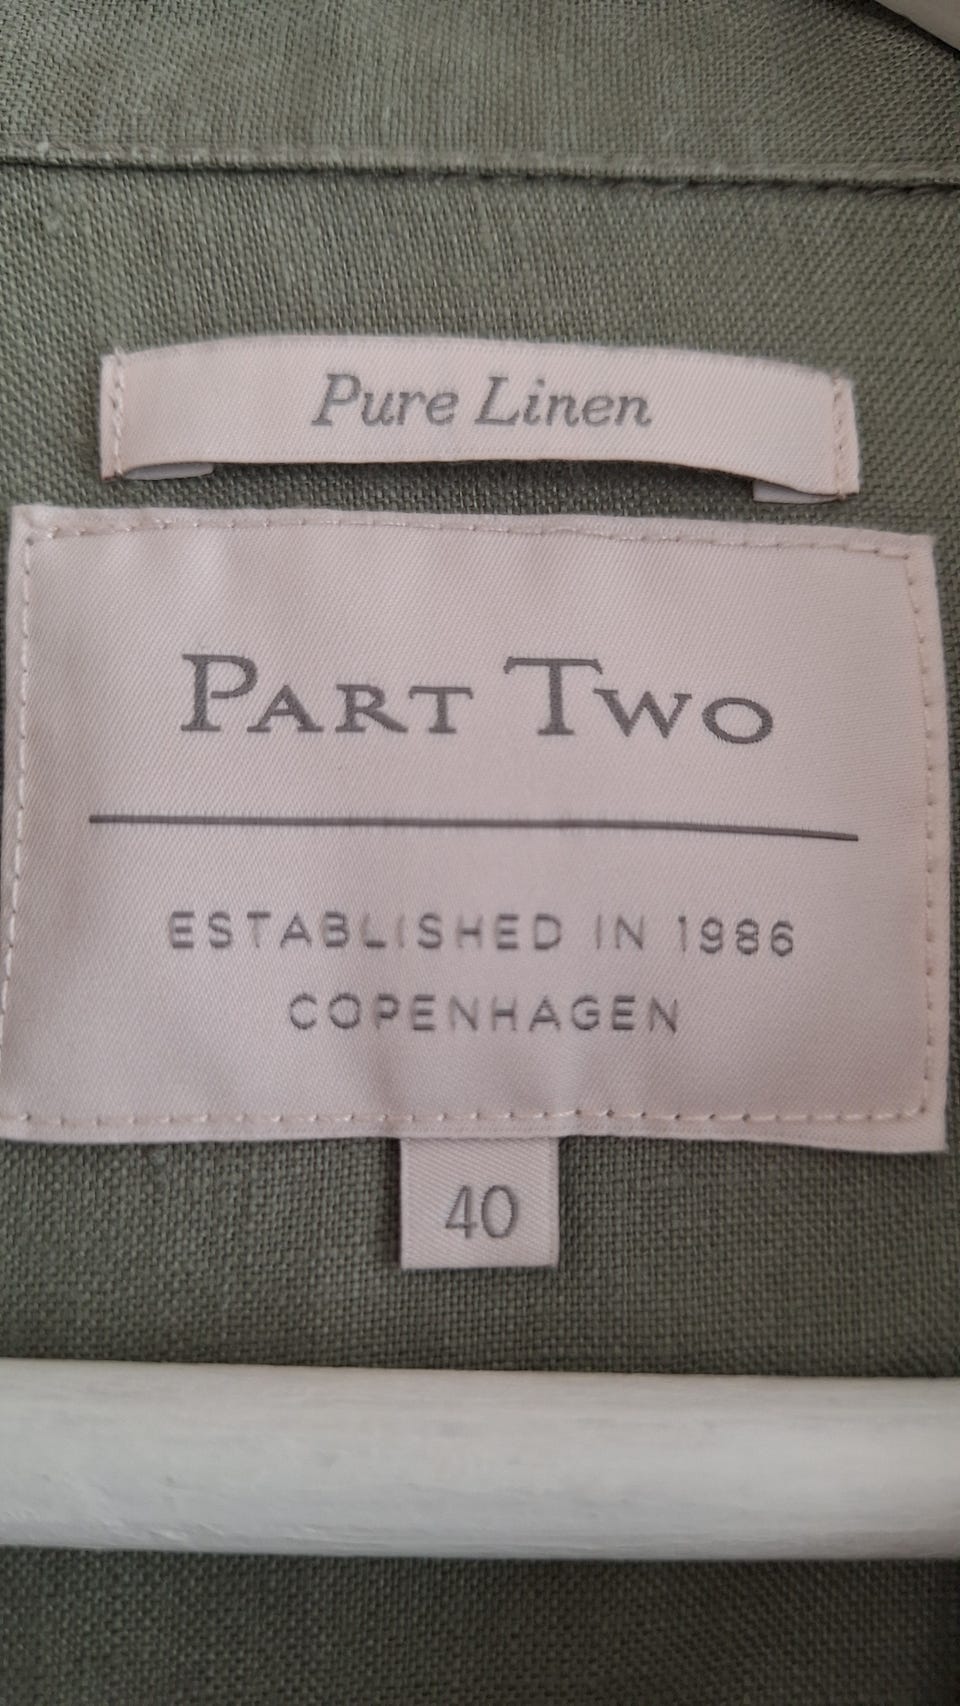 Pure Linen
PART TWO
ESTABLISHED IN 1986
COPENHAGEN
40